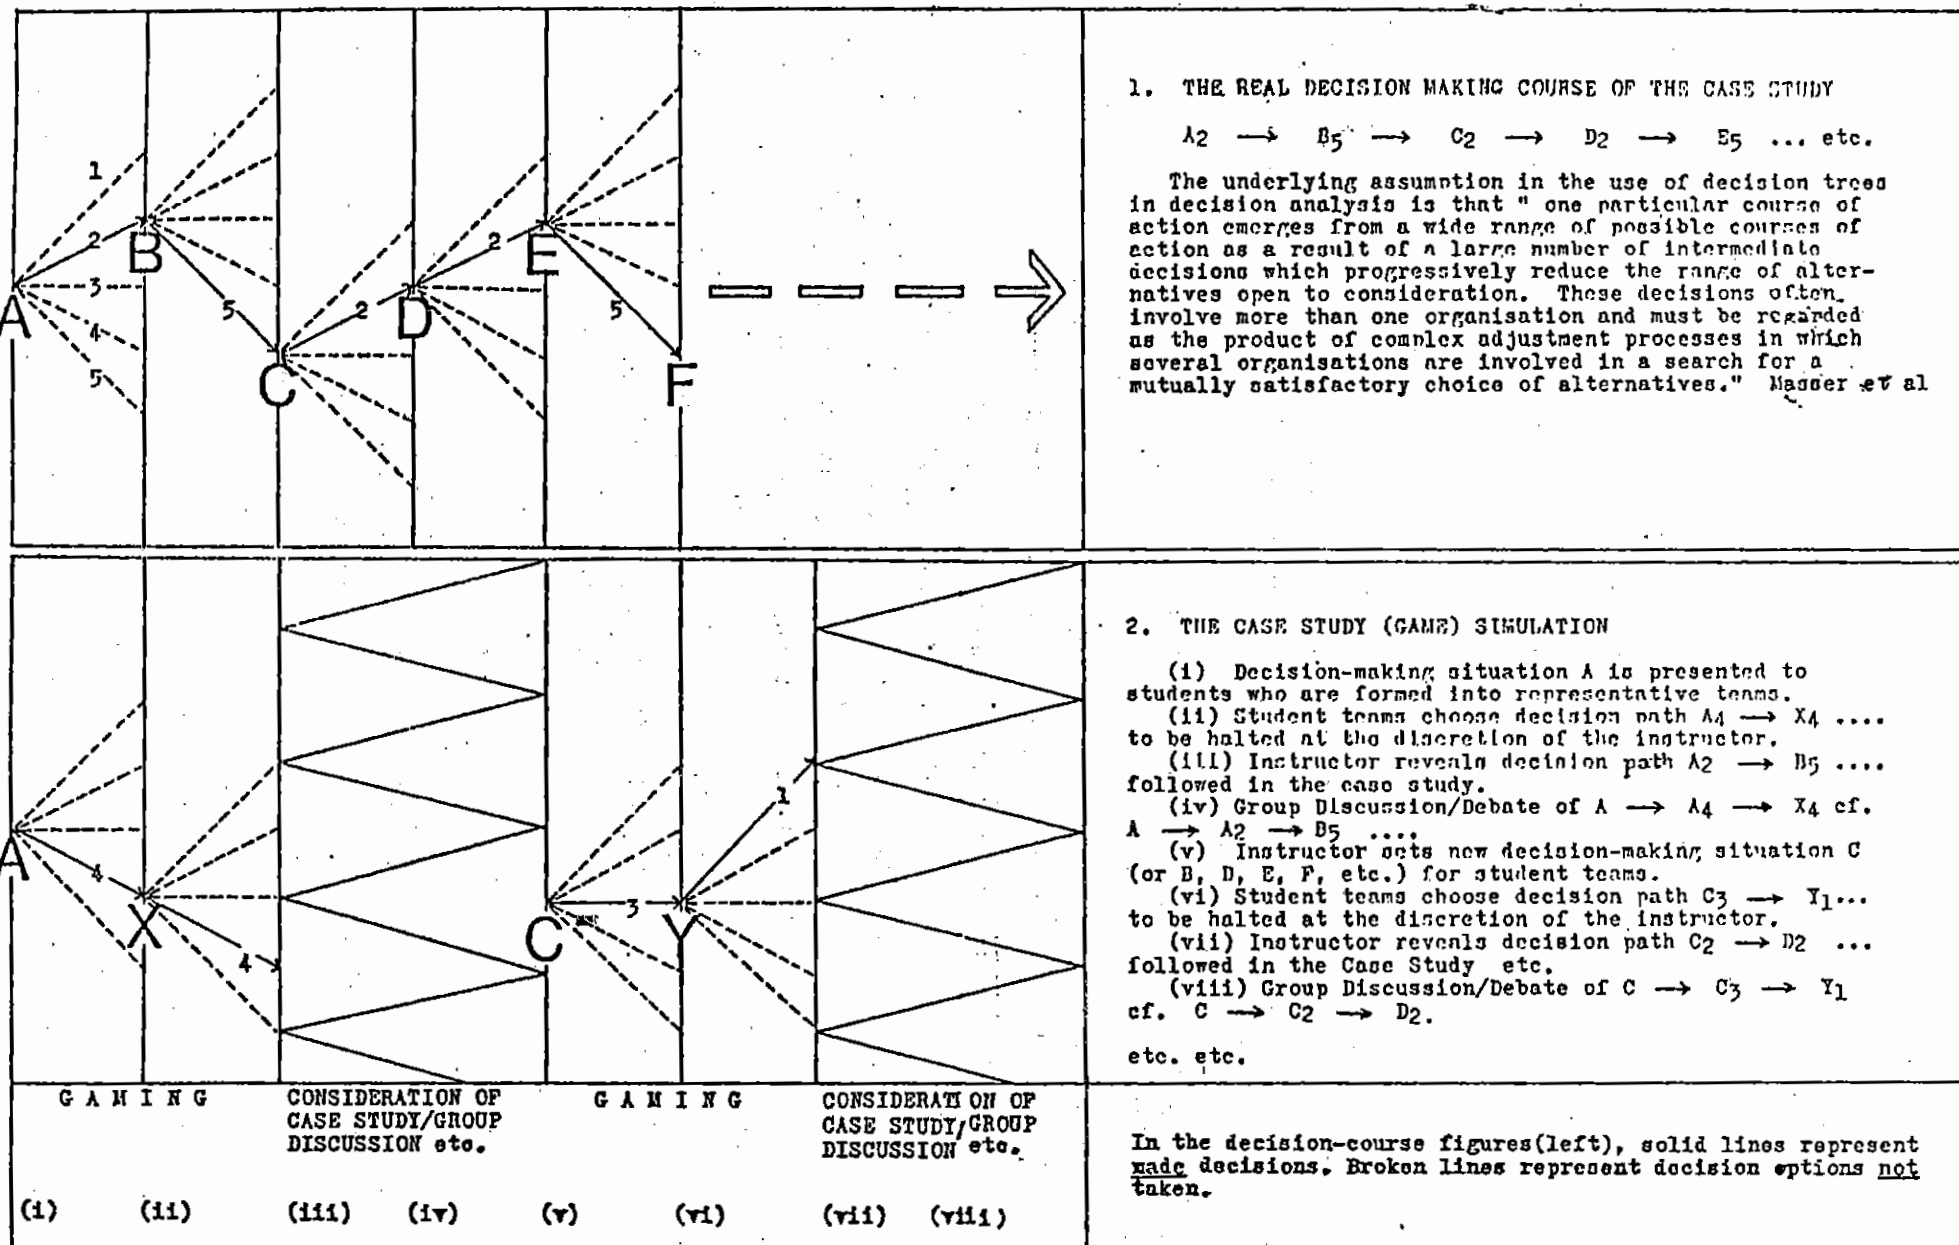 1
2
3
4
5
A
B
5
C
2
D
2
E
5
F
1. THE REAL DECISION MAKING COURSE OF THE CASE STUDY
A2 → B5 → C2 → D2 → E5 ... etc.
The underlying assumption in the use of decision trees
in decision analysis is that " one particular course of
action emerges from a wide range of possible courses of
action as a result of a large number of intermediate
decisions which progressively reduce the range of alter-
natives open to consideration. These decisions often
involve more than one organisation and must be regarded
as the product of complex adjustment processes in which
several organisations are involved in a search for a
mutually satisfactory choice of alternatives." Masser et al
A
4
X
4
C
3
Y
1
2. THE CASE STUDY (GAME) SIMULATION
(i) Decision-making situation A is presented to
students who are formed into representative teams.
(ii) Student teams choose decision path A4 → X4 ....
to be halted at the discretion of the instructor.
(iii) Instructor reveals decision path A2 → B5 ....
followed in the case study.
(iv) Group Discussion/Debate of A → A4 → X4 cf.
A → A2 → B5 ....
(v) Instructor sets new decision-making situation C
(or B, D, E, F, etc.) for student teams.
(vi) Student teams choose decision path C3 → Y1...
to be halted at the discretion of the instructor.
(vii) Instructor reveals decision path C2 → D2 ...
followed in the Case Study etc.
(viii) Group Discussion/Debate of C → C3 → Y1
cf. C → C2 → D2.
etc. etc.
G A M I N G
CONSIDERATION OF
CASE STUDY/GROUP
DISCUSSION etc.
G A M I N G
CONSIDERATI ON OF
CASE STUDY/GROUP
DISCUSSION etc.
(i) (ii) (iii) (iv) (v) (vi) (vii) (viii)
In the decision-course figures(left), solid lines represent
made decisions. Broken lines represent decision options not
taken.